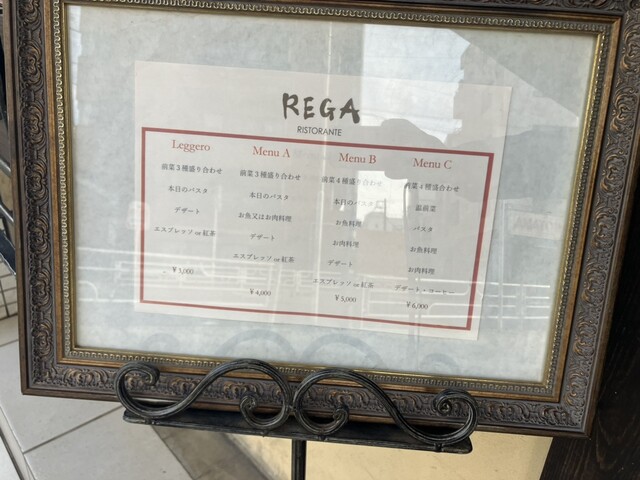 REGA
RISTORANTE
Leggero
前菜3種盛り合わせ
本日のパスタ
デザート
エスプレッソ or 紅茶
¥3,000
Menu A
前菜3種盛り合わせ
本日のパスタ
お魚又はお肉料理
デザート
エスプレッソ or 紅茶
¥4,000
Menu B
前菜4種盛り合わせ
本日のパスタ
お魚料理
お肉料理
デザート
エスプレッソ or 紅茶
¥5,000
Menu C
前菜4種盛合わせ
温前菜
パスタ
お魚料理
お肉料理
デザート・コーヒー
¥6,000